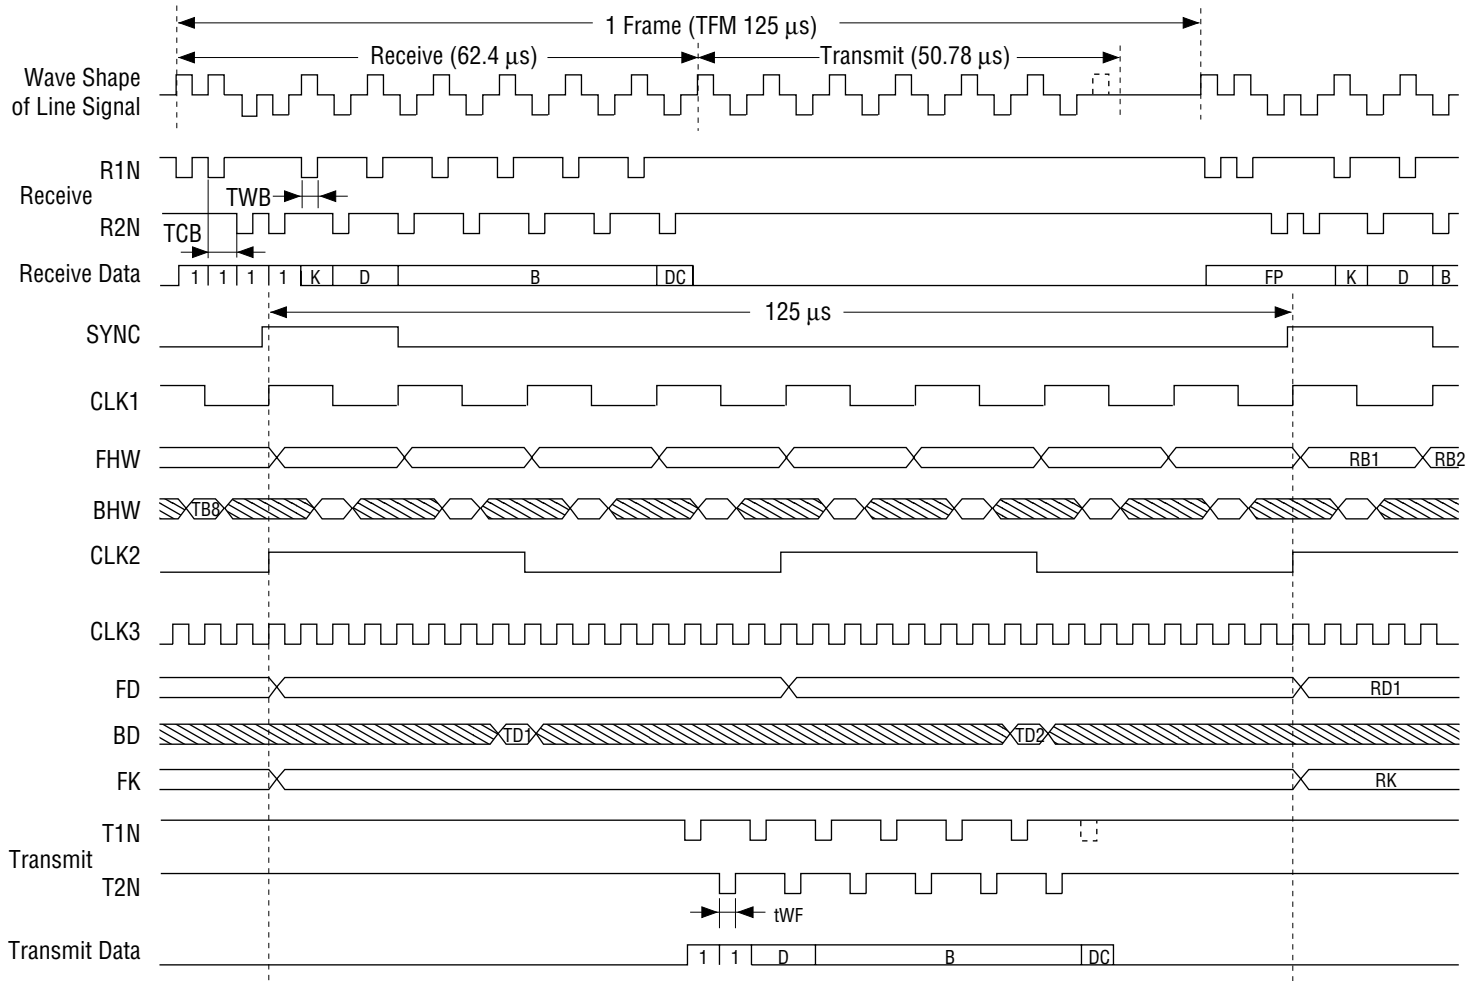 1 Frame (TFM 125 μs)
Receive (62.4 μs) Transmit (50.78 μs)
Wave Shape
of Line Signal
R1N
Receive
TWB
R2N
TCB
Receive Data 1 1 1 1 K D B DC FP K D B
125 μs
SYNC
CLK1
FHW RB1 RB2
BHW TB8
CLK2
CLK3
FD RD1
BD TD1 TD2
FK RK
T1N
Transmit
T2N
tWF
Transmit Data 1 1 D B DC